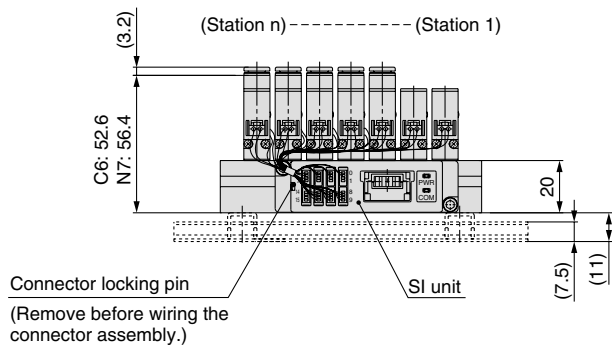 (3.2)
(Station n)
(Station 1)
C6: 52.6
N7: 56.4
PWR
COM
20
(7.5)
(11)
Connector locking pin
(Remove before wiring the
connector assembly.)
SI unit